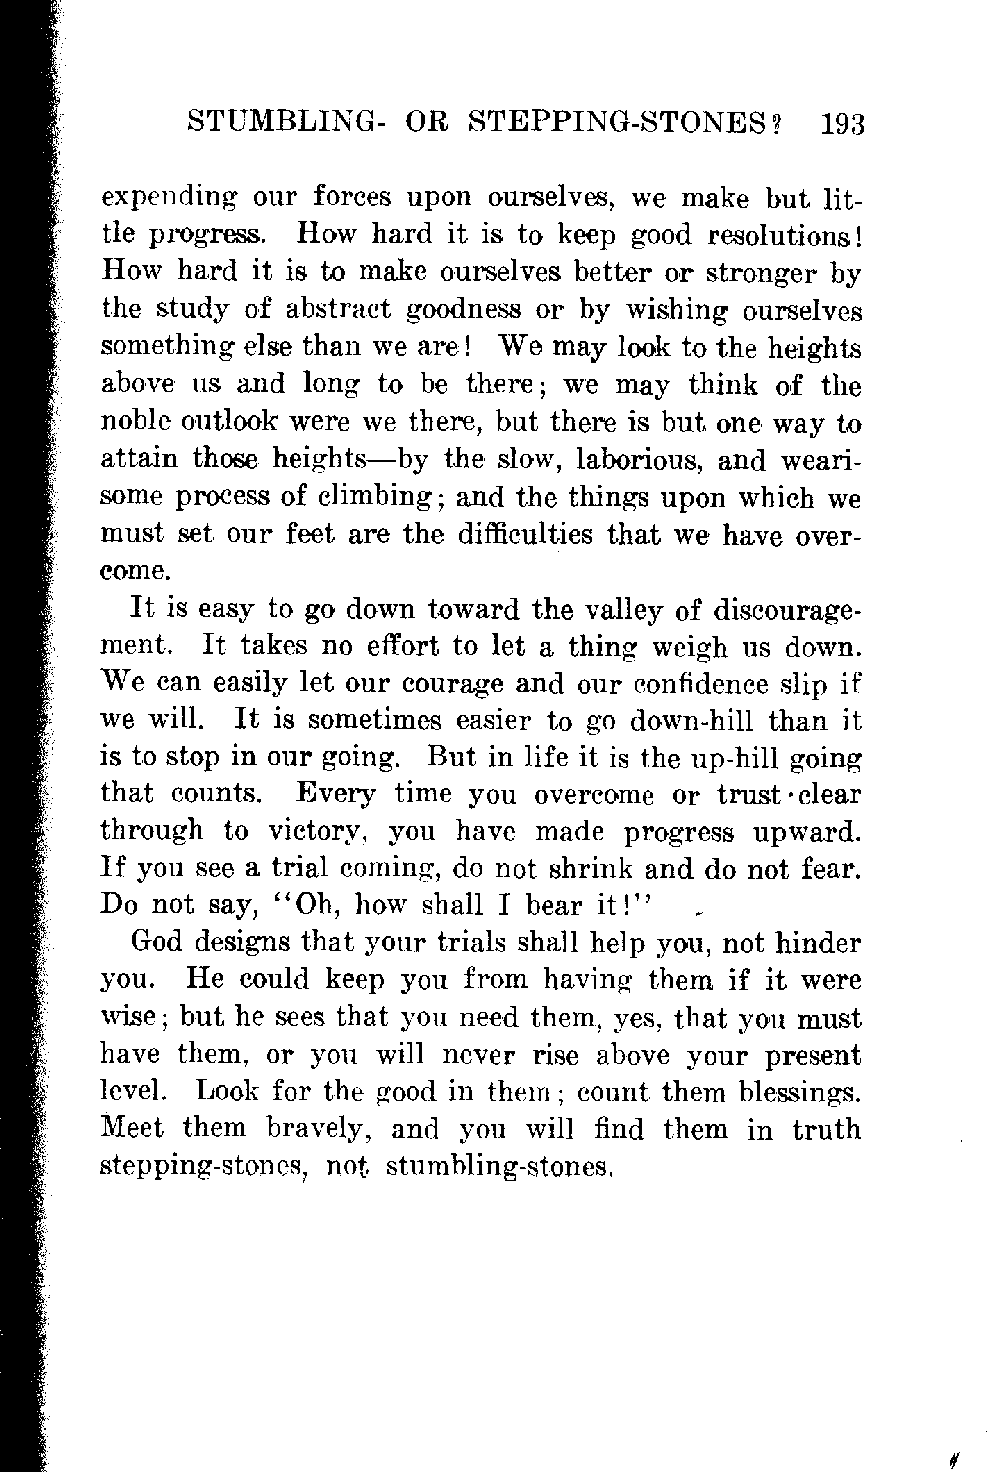 STUMBLING- OR STEPPING-STONES? 193
expending our forces upon ourselves, we make but lit-
tle progress. How hard it is to keep good resolutions!
How hard it is to make ourselves better or stronger by
the study of abstract goodness or by wishing ourselves
something else than we are! We may look to the heights
above us and long to be there; we may think of the
noble outlook were we there, but there is but one way to
attain those heights—by the slow, laborious, and weari-
some process of climbing; and the things upon which we
must set our feet are the difficulties that we have over-
come.
It is easy to go down toward the valley of discourage-
ment. It takes no effort to let a thing weigh us down.
We can easily let our courage and our confidence slip if
we will. It is sometimes easier to go down-hill than it
is to stop in our going. But in life it is the up-hill going
that counts. Every time you overcome or trust clear
through to victory, you have made progress upward.
If you see a trial coming, do not shrink and do not fear.
Do not say, "Oh, how shall I bear it!"
God designs that your trials shall help you, not hinder
you. He could keep you from having them if it were
wise; but he sees that you need them, yes, that you must
have them, or you will never rise above your present
level. Look for the good in them; count them blessings.
Meet them bravely, and you will find them in truth
stepping-stones, not stumbling-stones.